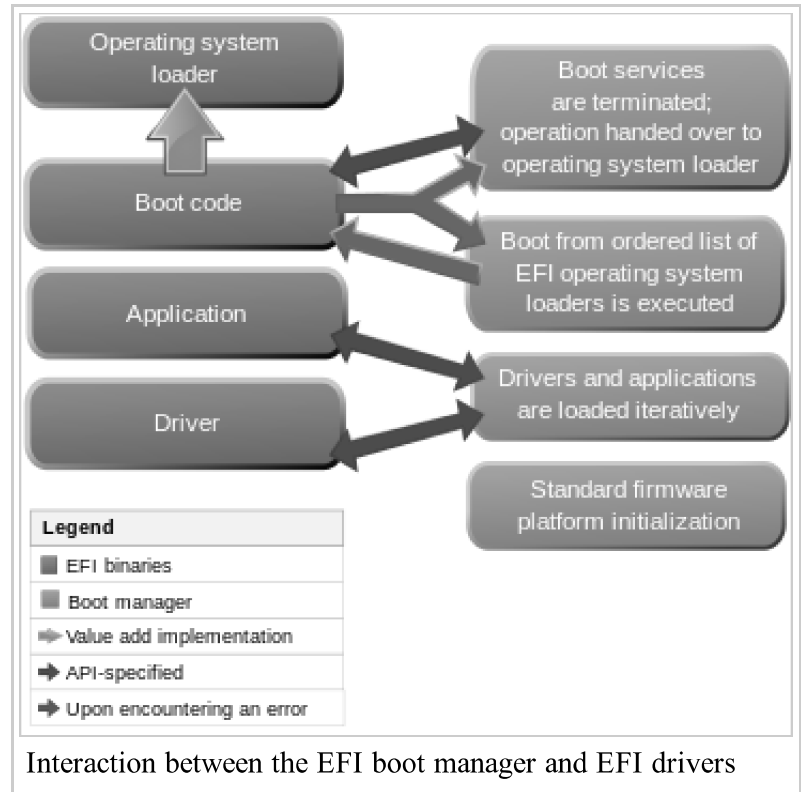 Operating system
loader
Boot code
Application
Driver
Boot services
are terminated;
operation handed over to
operating system loader
Boot from ordered list of
EFI operating system
loaders is executed
Drivers and applications
are loaded iteratively
Standard firmware
platform initialization
Legend
EFI binaries
Boot manager
Value add implementation
API-specified
Upon encountering an error
Interaction between the EFI boot manager and EFI drivers